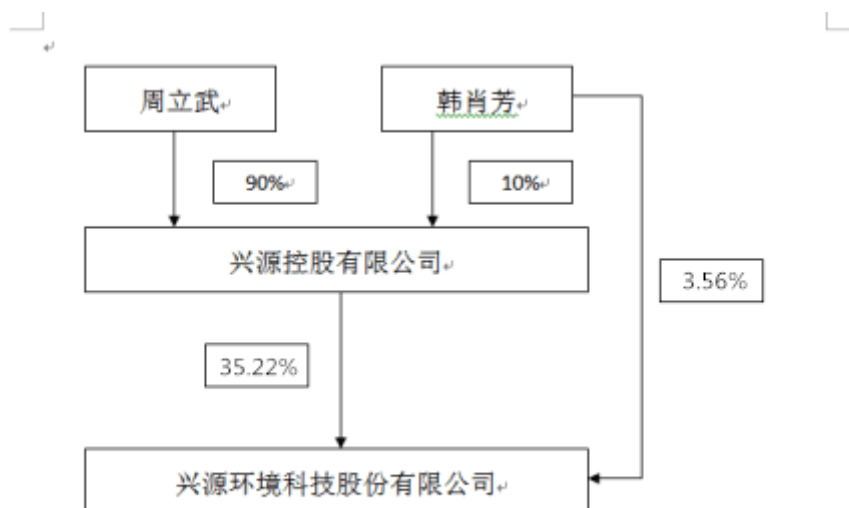 周立武
韩肖芳
90%
10%
兴源控股有限公司
3.56%
35.22%
兴源环境科技股份有限公司